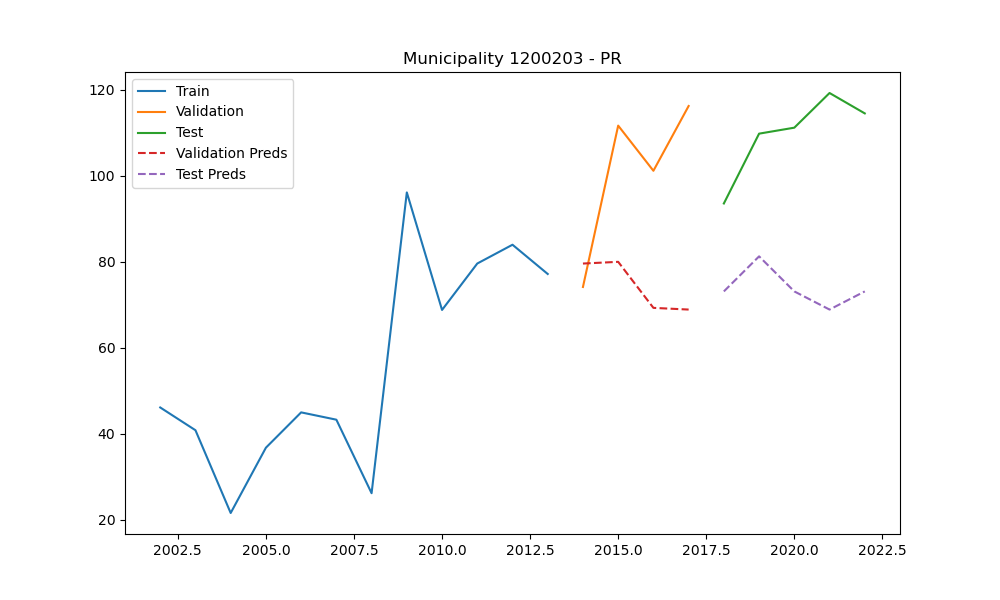 Municipality 1200203 - PR
Train
Validation
Test
Validation Preds
Test Preds
120
100
80
60
40
20
2002.5 2005.0 2007.5 2010.0 2012.5 2015.0 2017.5 2020.0 2022.5